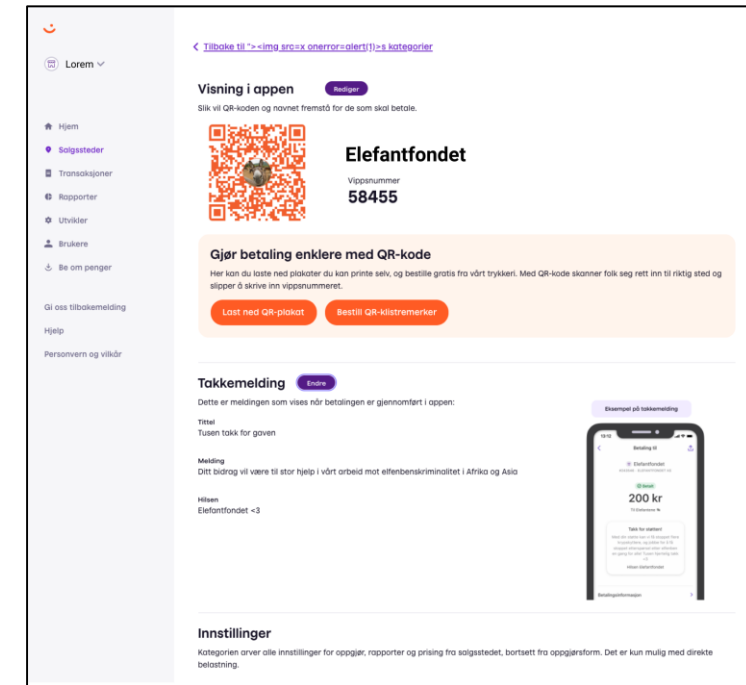 Tilbake til "><img src=x onerror=alert(1)>s kategorier
Lorem
Hjem
Salgssteder
Transaksjoner
Rapporter
Utvikler
Brukere
Be om penger
Gi oss tilbakemelding
Hjelp
Personvern og vilkår
Visning i appen
Rediger
Slik vil QR-koden og navnet fremstå for de som skal betale.
Elefantfondet
Vippsnummer
58455
Gjør betaling enklere med QR-kode
Her kan du laste ned plakater du kan printe selv, og bestille gratis fra vårt trykkeri. Med QR-kode skanner folk seg rett inn til riktig sted og
slipper å skrive inn vippsnummeret.
Last ned QR-plakat
Bestill QR-klistremerker
Takkemelding
Endre
Dette er meldingen som vises når betalingen er gjennomført i appen:
Tittel
Tusen takk for gaven
Melding
Ditt bidrag vil være til stor hjelp i vårt arbeid mot elfenbenskriminalitet i Afrika og Asia
Hilsen
Elefantfondet <3
Eksempel på takkemelding
Betaling til
Elefantfondet
200 kr
Takk for støtten!
Hilsen Elefantfondet
Betalingsinformasjon
Innstillinger
Kategorien arver alle innstillinger for oppgjør, rapporter og prising fra salgsstedet, bortsett fra oppgjørsform. Det er kun mulig med direkte
belastning.